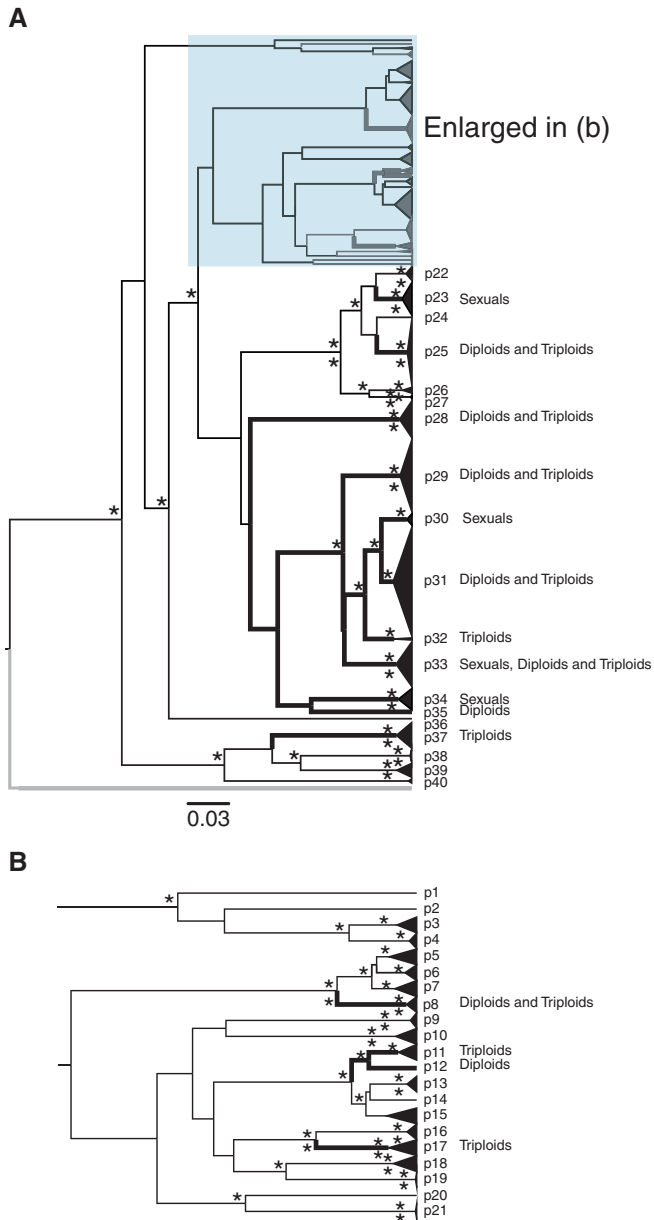 A
Enlarged in (b)
p22
p23 Sexuals
p24
p25 Diploids and Triploids
p26
p27
p28 Diploids and Triploids
p29 Diploids and Triploids
p30 Sexuals
p31 Diploids and Triploids
p32 Triploids
p33 Sexuals, Diploids and Triploids
p34 Sexuals
p35 Diploids
p36
p37 Triploids
p38
p39
p40
0.03
B
p1
p2
p3
p4
p5
p6
p7
p8 Diploids and Triploids
p9
p10
p11 Triploids
p12 Diploids
p13
p14
p15
p16
p17 Triploids
p18
p19
p20
p21